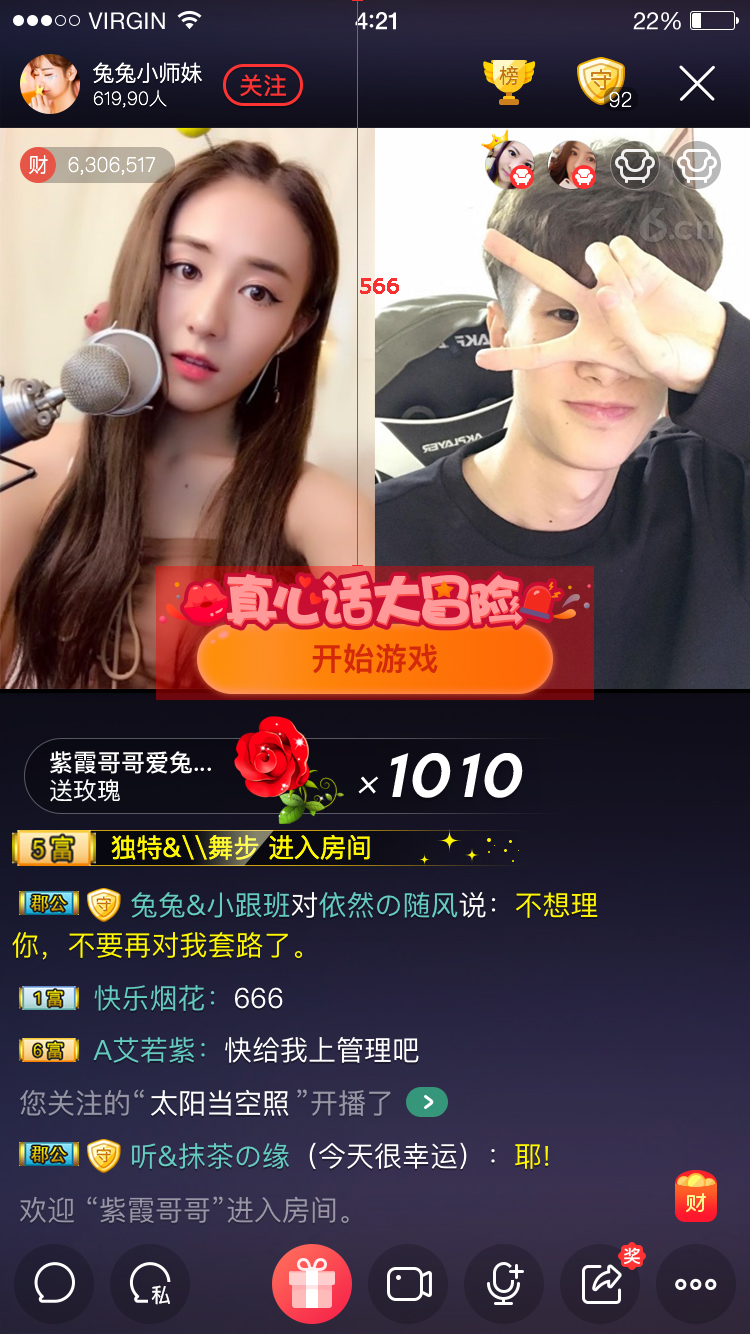 VIRGIN
4:21
22%
兔兔小师妹
619,90人
关注
榜
守
92
财 6,306,517
6.cn
566
AKPLAYER
真心话大冒险
开始游戏
紫霞哥哥爱兔...
送玫瑰
×1010
5富 独特&\\舞步 进入房间
郡公 守 兔兔&小跟班对依然の随风说：不想理
你，不要再对我套路了。
1富 快乐烟花：666
6富 A艾若紫：快给我上管理吧
您关注的“太阳当空照”开播了
郡公 守 听&抹茶の缘（今天很幸运）：耶!
欢迎 “紫霞哥哥”进入房间。
财
私
奖